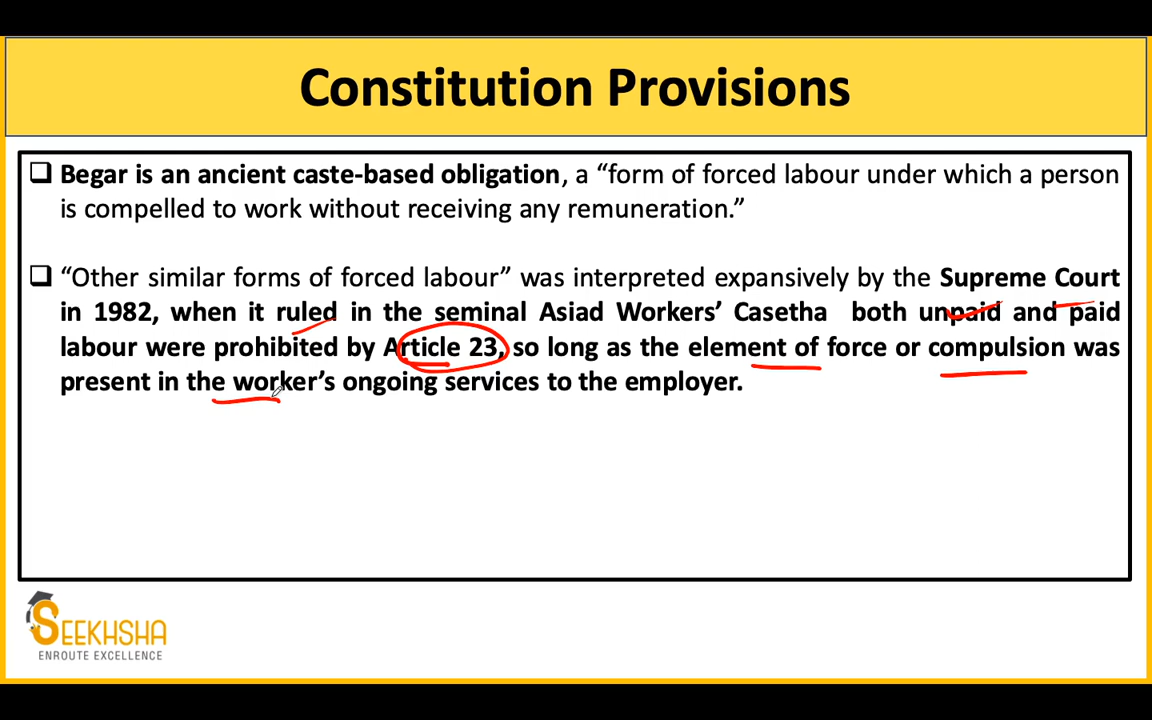 Constitution Provisions
❑ Begar is an ancient caste-based obligation, a “form of forced labour under which a person
is compelled to work without receiving any remuneration.”
❑ “Other similar forms of forced labour” was interpreted expansively by the Supreme Court
in 1982, when it ruled in the seminal Asiad Workers’ Casetha both unpaid and paid
labour were prohibited by Article 23, so long as the element of force or compulsion was
present in the worker’s ongoing services to the employer.
SEEKHSHA
ENROUTE EXCELLENCE